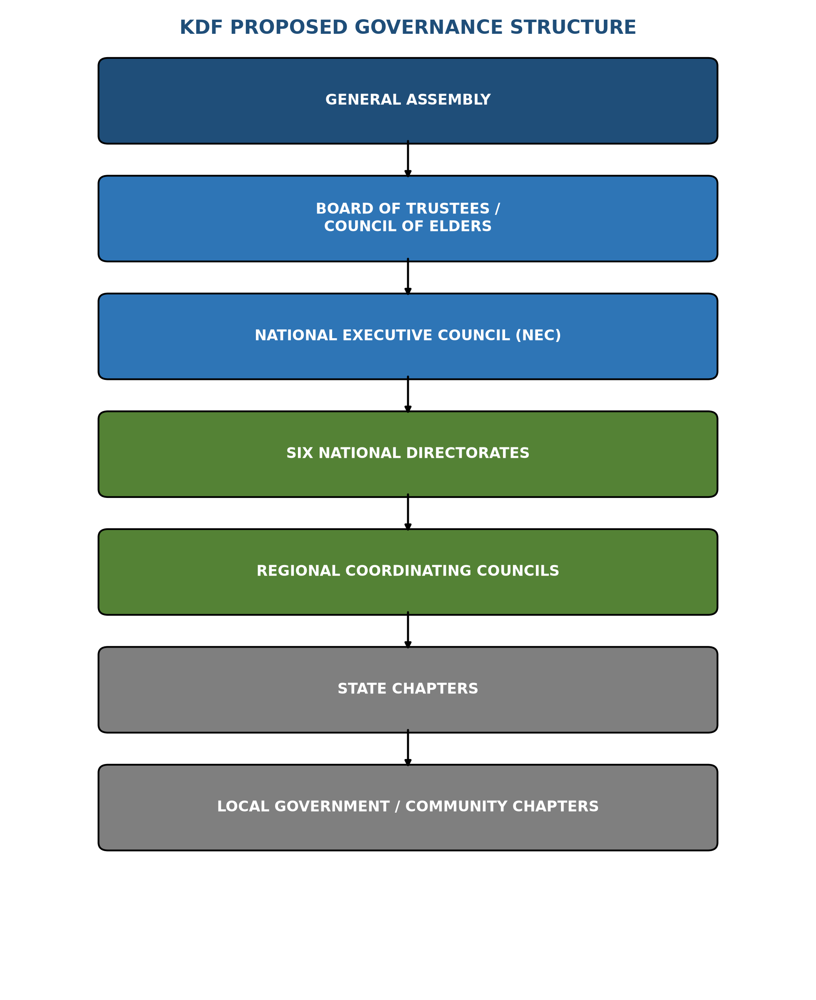 KDF PROPOSED GOVERNANCE STRUCTURE
GENERAL ASSEMBLY
BOARD OF TRUSTEES /
COUNCIL OF ELDERS
NATIONAL EXECUTIVE COUNCIL (NEC)
SIX NATIONAL DIRECTORATES
REGIONAL COORDINATING COUNCILS
STATE CHAPTERS
LOCAL GOVERNMENT / COMMUNITY CHAPTERS